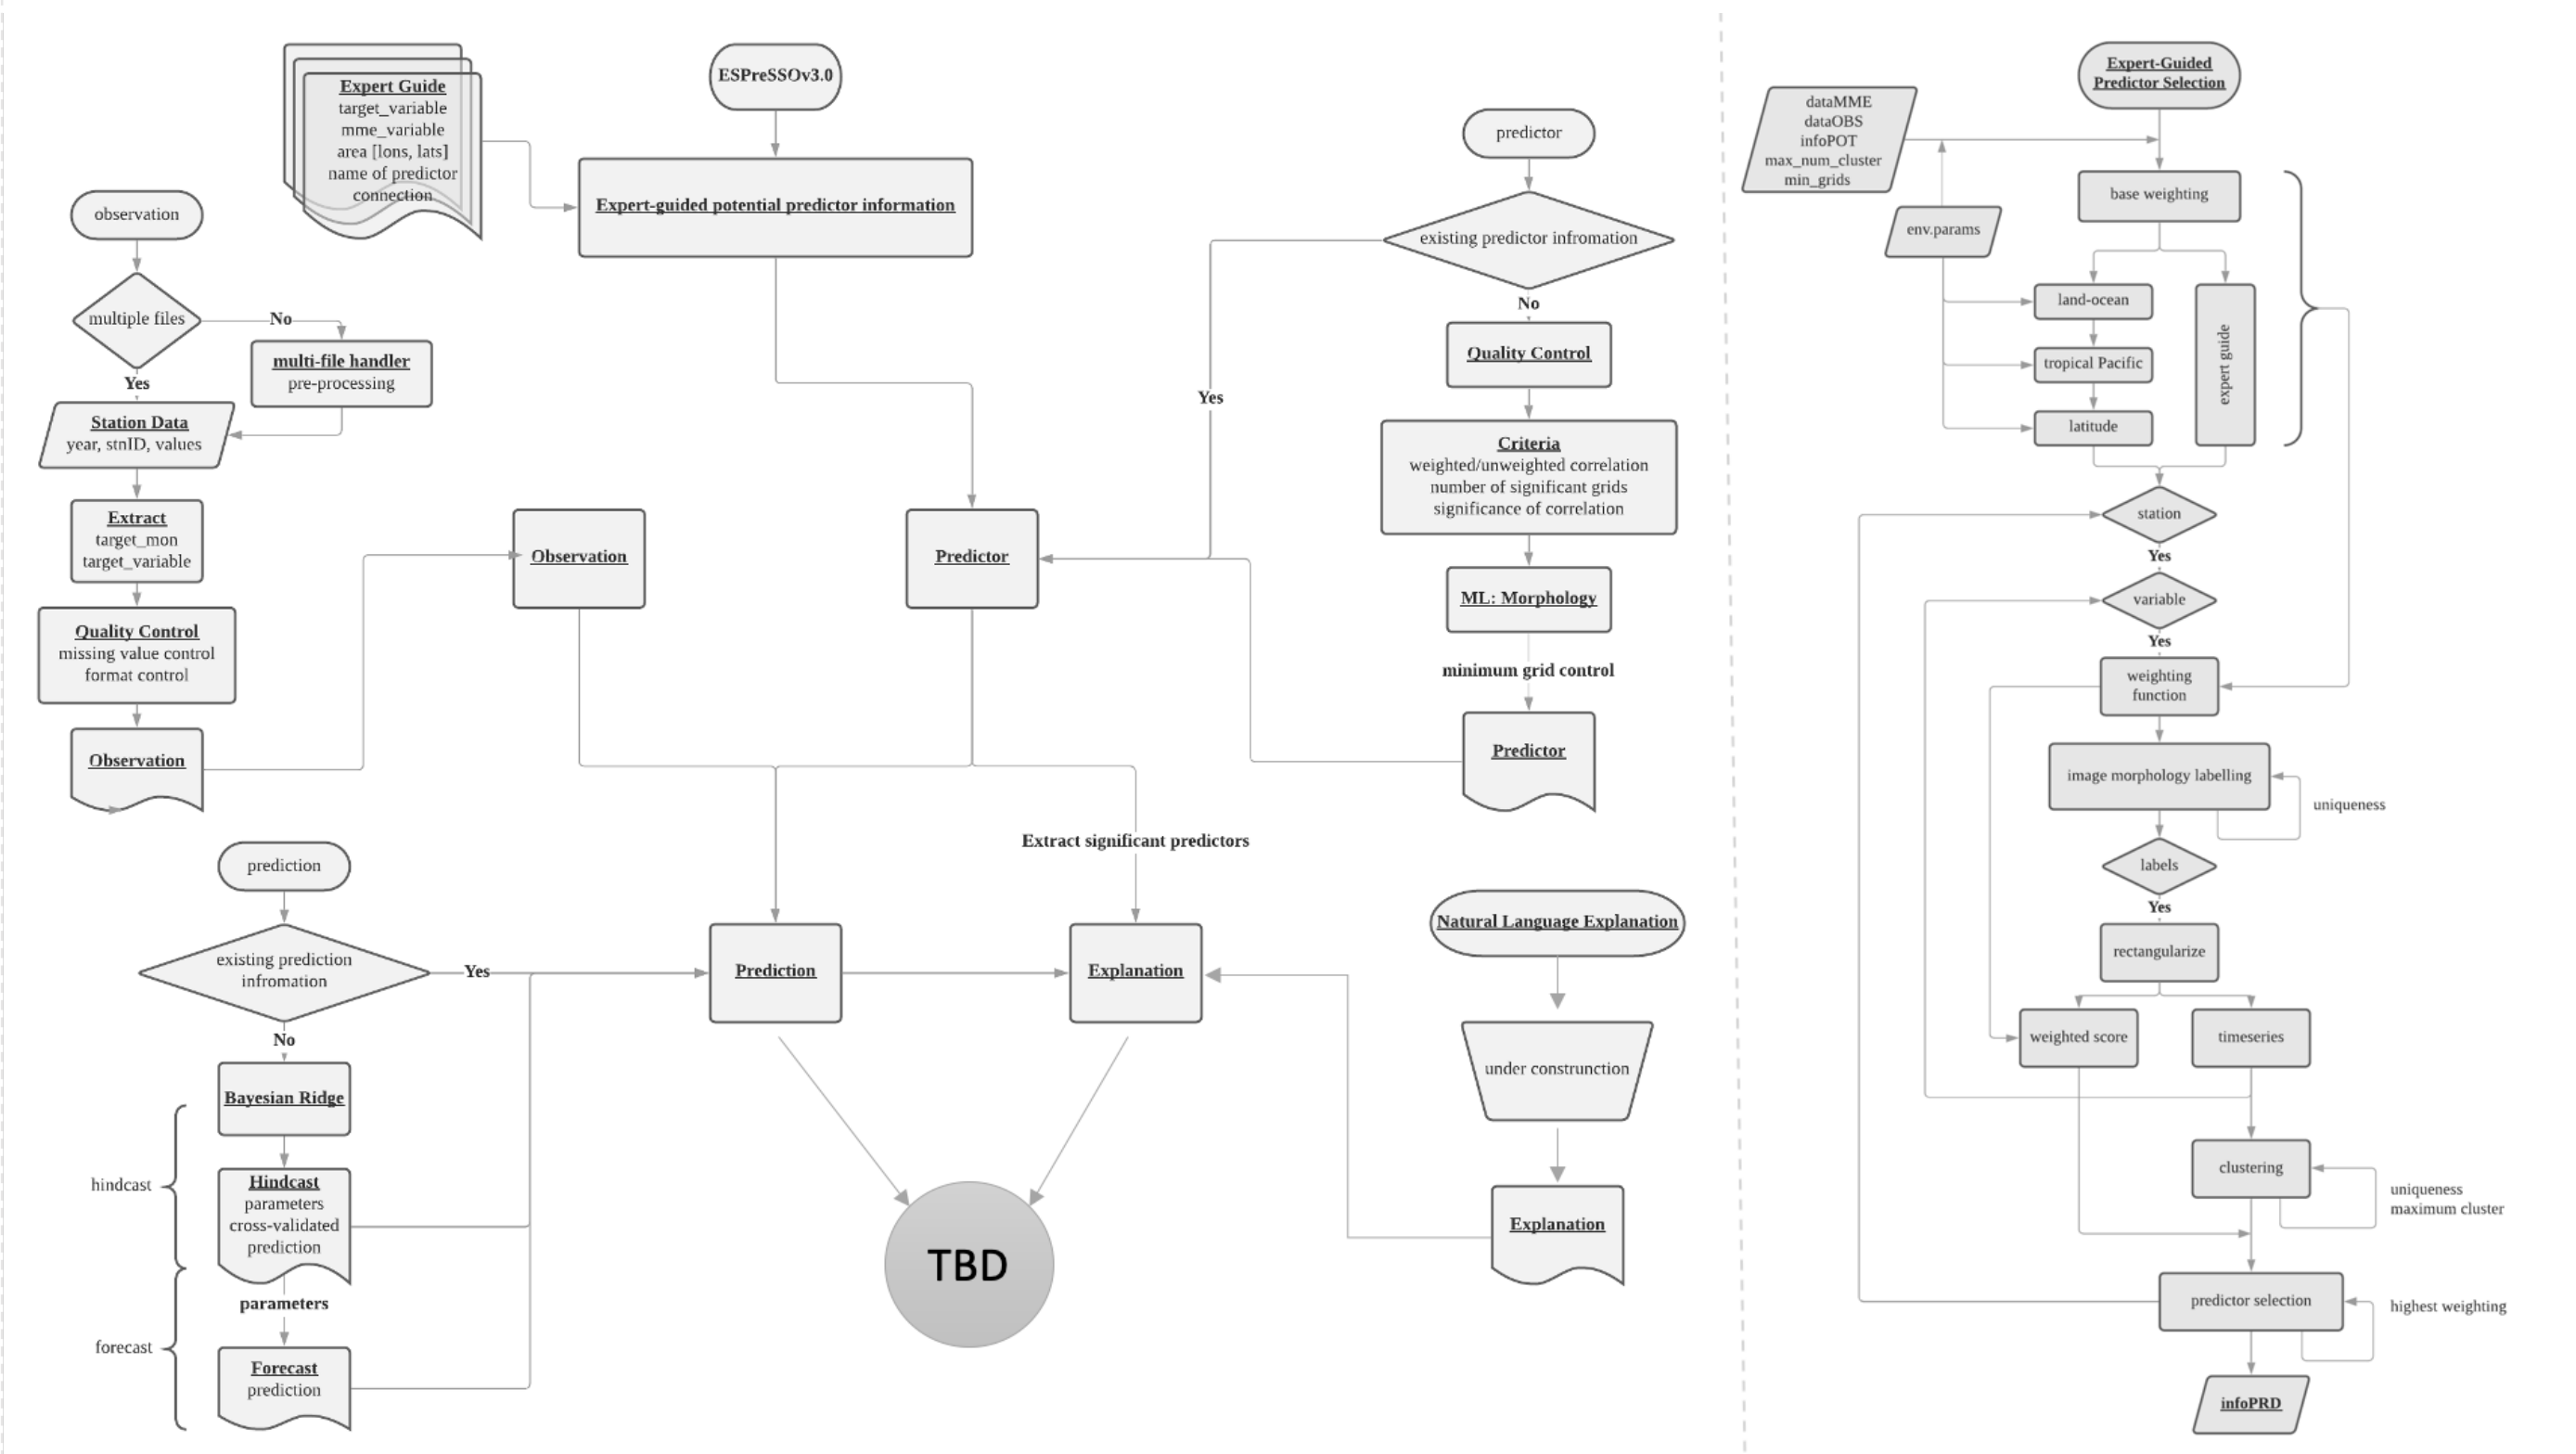 Expert Guide
target_variable
mme_variable
area [lons, lats]
name of predictor
connection
ESPreSSOv3.0
Expert-guided potential predictor information
observation
multiple files
No
multi-file handler
pre-processing
Yes
Station Data
year, stnID, values
Extract
target_mon
target_variable
Quality Control
missing value control
format control
Observation
Observation
Predictor
predictor
existing predictor infromation
No
Yes
Quality Control
Criteria
weighted/unweighted correlation
number of significant grids
significance of correlation
ML: Morphology
minimum grid control
Predictor
Extract significant predictors
prediction
existing prediction
infromation
Yes
No
Bayesian Ridge
hindcast
Hindcast
parameters
cross-validated
prediction
parameters
forecast
Forecast
prediction
Prediction
Explanation
TBD
Natural Language Explanation
under construnction
Explanation
Expert-Guided
Predictor Selection
dataMME
dataOBS
infoPOT
max_num_cluster
min_grids
env.params
base weighting
land-ocean
tropical Pacific
latitude
expert guide
station
Yes
variable
Yes
weighting
function
image morphology labelling
uniqueness
labels
Yes
rectangularize
weighted score
timeseries
clustering
uniqueness
maximum cluster
predictor selection
highest weighting
infoPRD